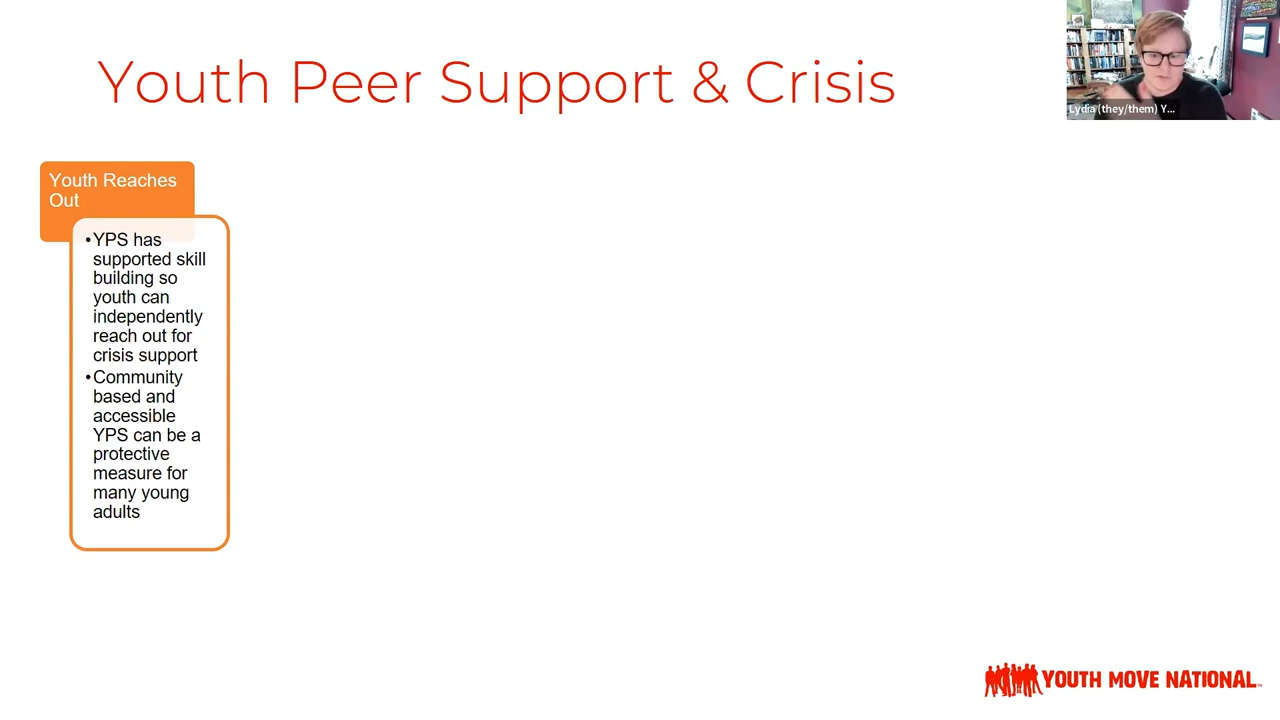 Youth Peer Support & Crisis
Lydia (they/them) Y...
Youth Reaches
Out
•YPS has
supported skill
building so
youth can
independently
reach out for
crisis support
•Community
based and
accessible
YPS can be a
protective
measure for
many young
adults
YOUTH MOVE NATIONAL